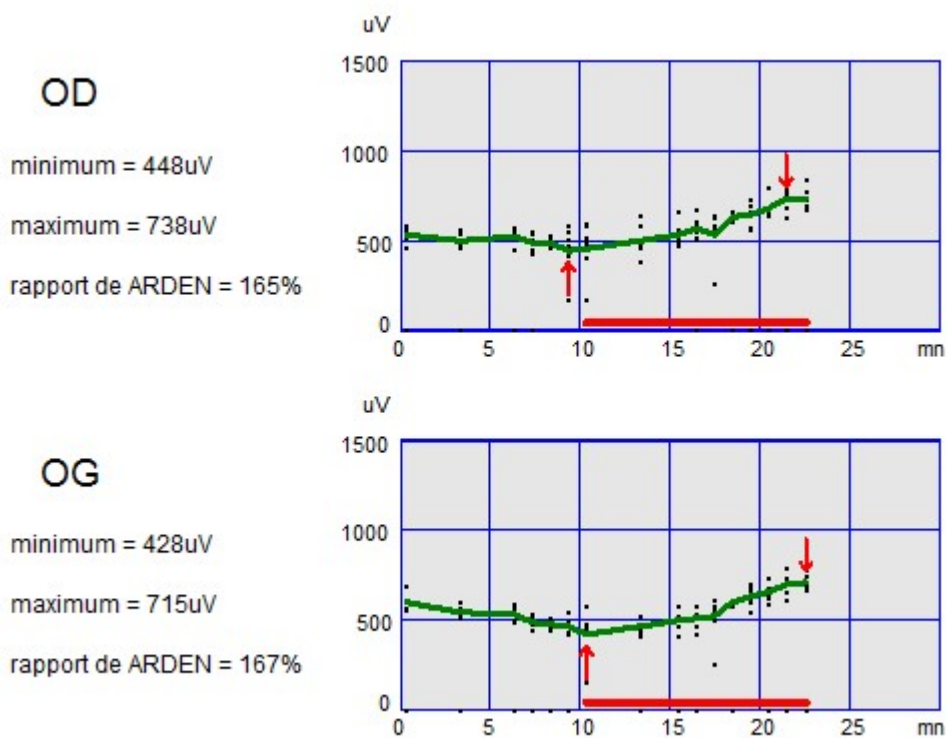 uV
OD
minimum = 448uV
maximum = 738uV
rapport de ARDEN = 165%
1500
1000
500
0
0 5 10 15 20 25 mn
uV
OG
minimum = 428uV
maximum = 715uV
rapport de ARDEN = 167%
1500
1000
500
0
0 5 10 15 20 25 mn